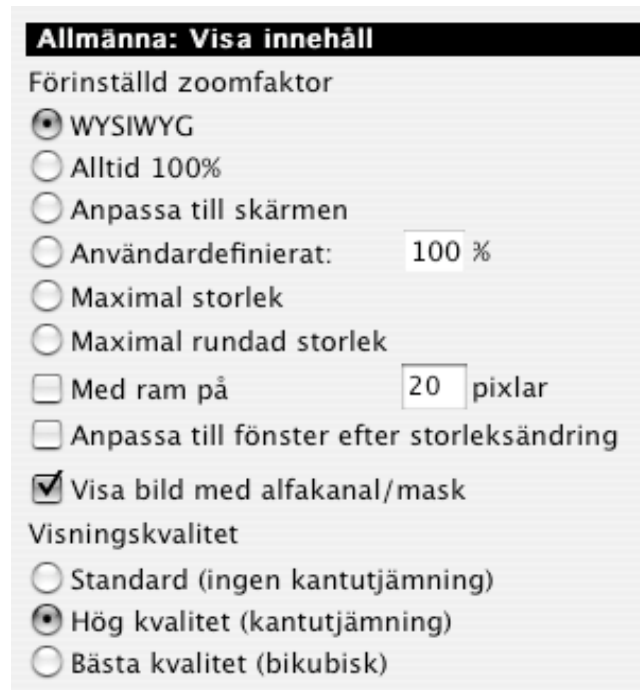 Allmänna: Visa innehåll
Förinställd zoomfaktor
WYSIWYG
Alltid 100%
Anpassa till skärmen
Användardefinierat: 100 %
Maximal storlek
Maximal rundad storlek
Med ram på 20 pixlar
Anpassa till fönster efter storleksändring
Visa bild med alfakanal/mask
Visningskvalitet
Standard (ingen kantutjämning)
Hög kvalitet (kantutjämning)
Bästa kvalitet (bikubisk)